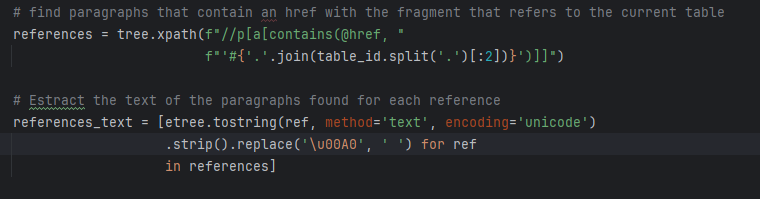 # find paragraphs that contain an href with the fragment that refers to the current table
references = tree.xpath(f"//p[a[contains(@href, "
f"'#{'.'.join(table_id.split('.')[:2])}')]]")
# Estract the text of the paragraphs found for each reference
references_text = [etree.tostring(ref, method='text', encoding='unicode')
.strip().replace('\u00A0', ' ') for ref
in references]